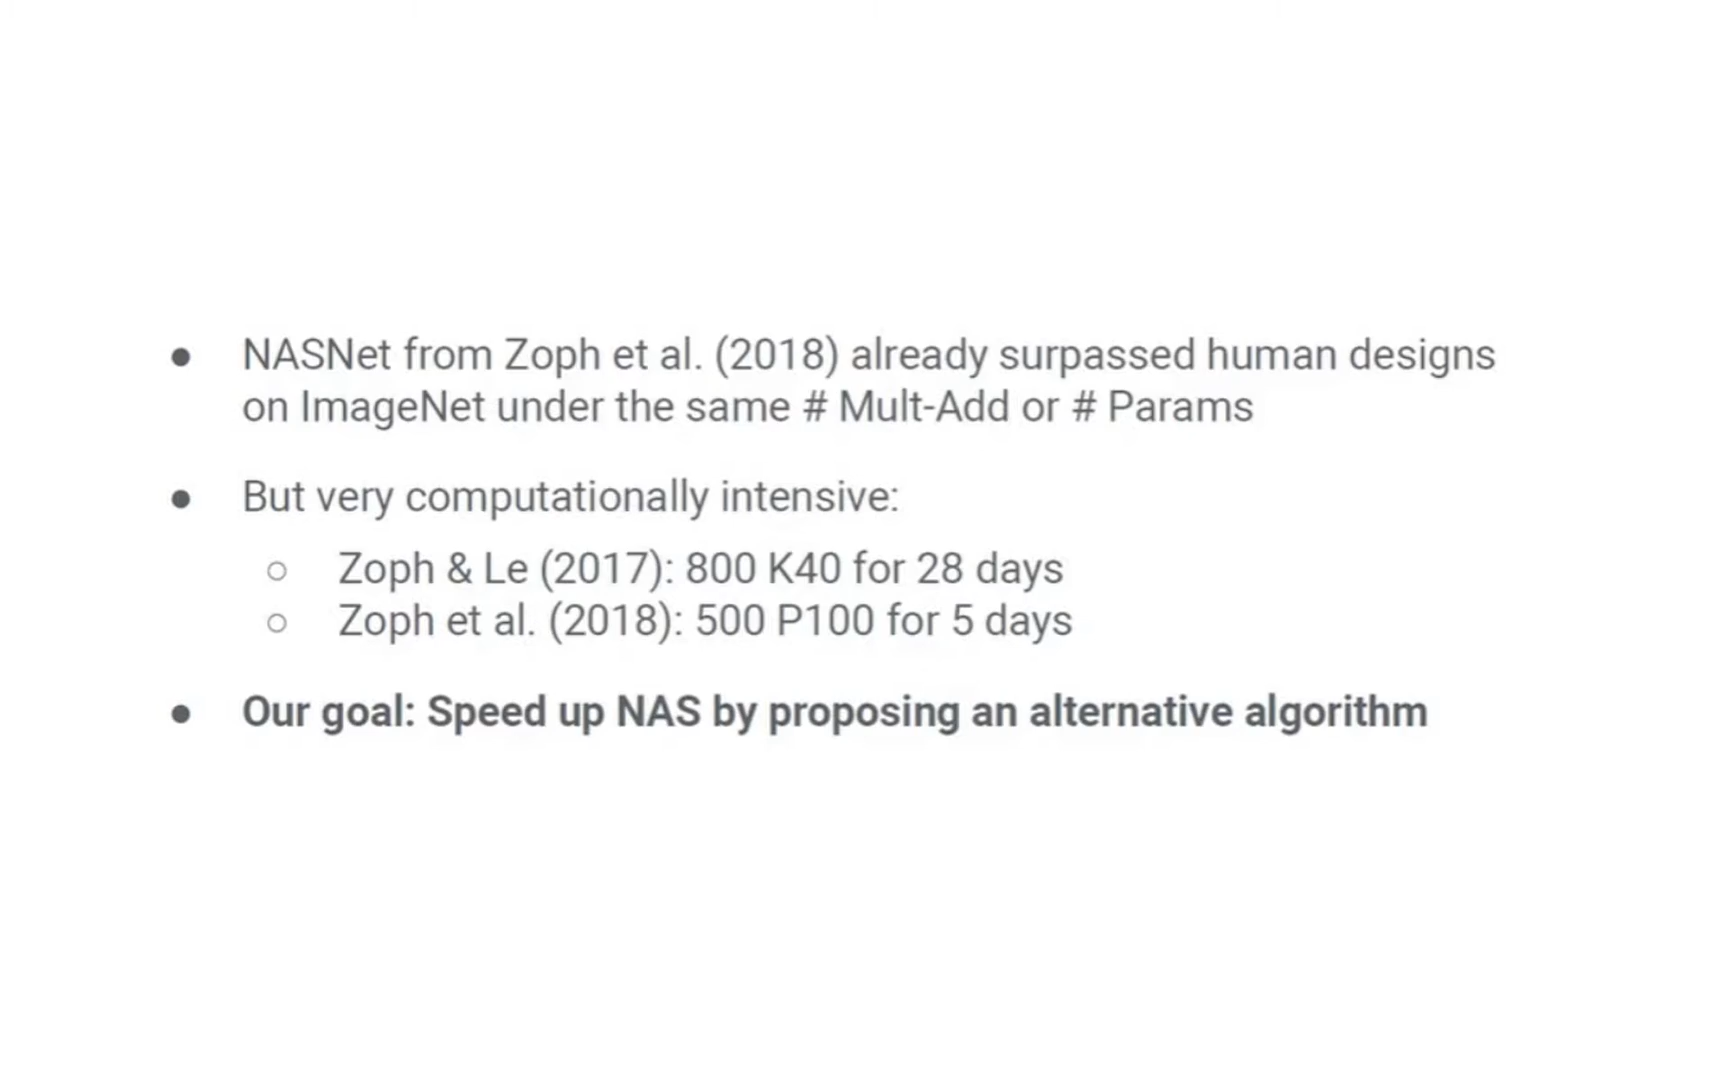 ● NASNet from Zoph et al. (2018) already surpassed human designs
on ImageNet under the same # Mult-Add or # Params
● But very computationally intensive:
○ Zoph & Le (2017): 800 K40 for 28 days
○ Zoph et al. (2018): 500 P100 for 5 days
● Our goal: Speed up NAS by proposing an alternative algorithm